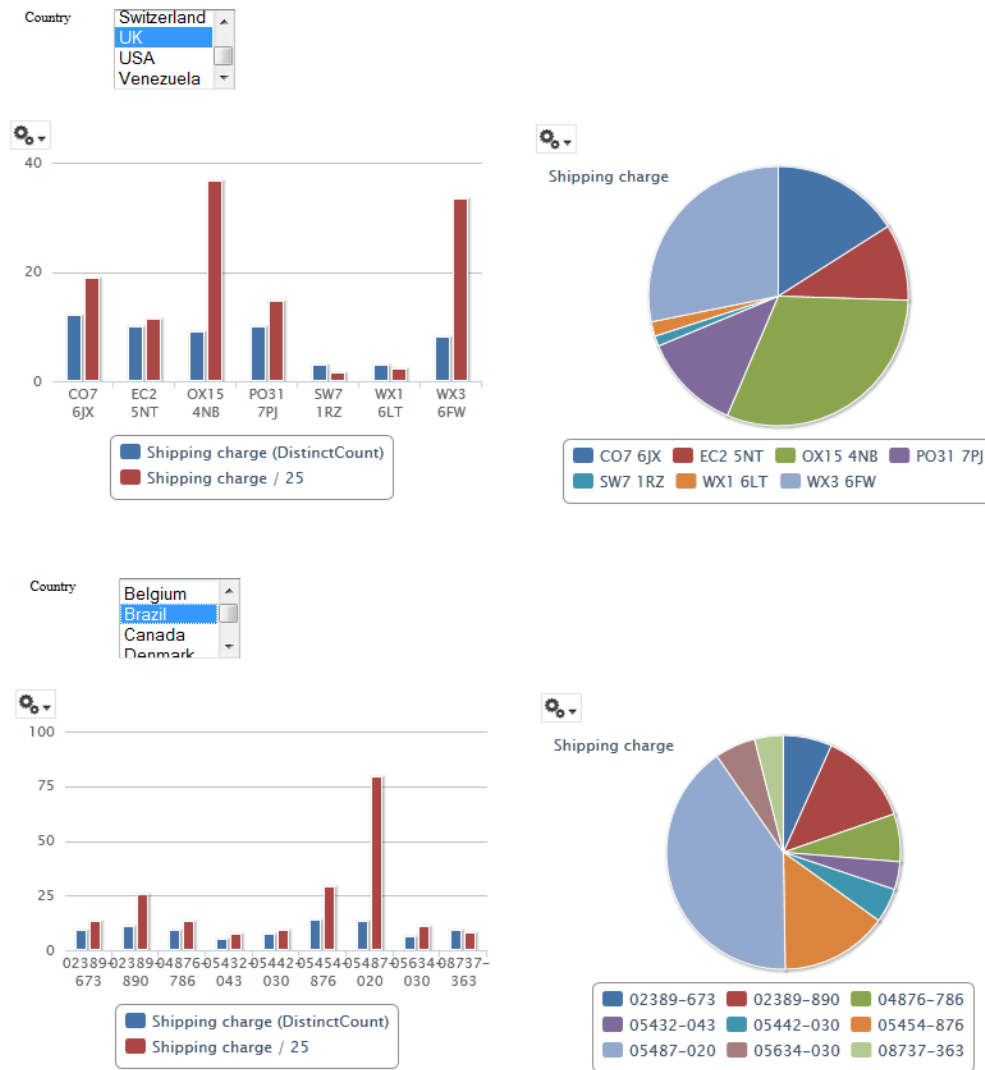 Country
Switzerland
UK
USA
Venezuela
40
20
0
CO7 6JX
EC2 5NT
OX15 4NB
PO31 7PJ
SW7 1RZ
WX1 6LT
WX3 6FW
Shipping charge (DistinctCount)
Shipping charge / 25
Shipping charge
CO7 6JX EC2 5NT OX15 4NB PO31 7PJ
SW7 1RZ WX1 6LT WX3 6FW
Country
Belgium
Brazil
Canada
Denmark
100
75
50
25
0
02389-673
02389-890
04876-786
05432-043
05442-030
05454-876
05487-020
05634-030
08737-363
Shipping charge (DistinctCount)
Shipping charge / 25
Shipping charge
02389-673 02389-890 04876-786
05432-043 05442-030 05454-876
05487-020 05634-030 08737-363